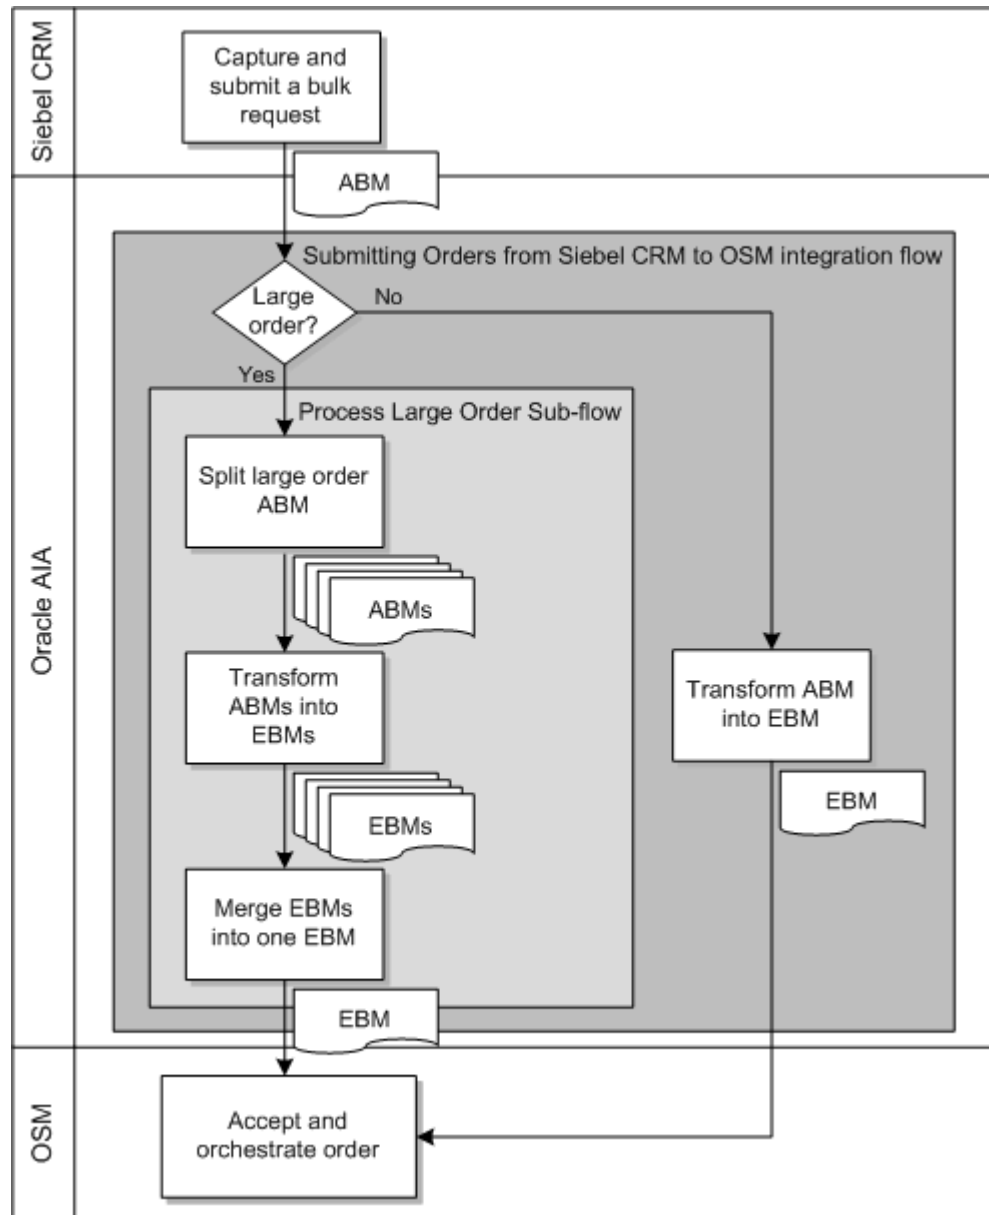 Siebel CRM
Capture and
submit a bulk
request
ABM
Oracle AIA
Submitting Orders from Siebel CRM to OSM integration flow
Large
order?
No
Yes
Process Large Order Sub-flow
Split large order
ABM
ABMs
Transform
ABMs into
EBMs
Transform ABM
into EBM
EBMs
EBM
Merge EBMs
into one EBM
EBM
OSM
Accept and
orchestrate order